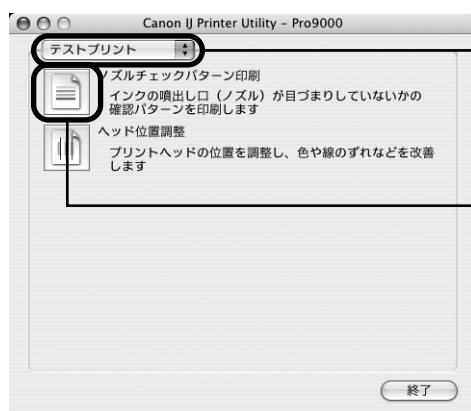 Canon IJ Printer Utility – Pro9000
テストプリント
ノズルチェックパターン印刷
インクの噴出し口（ノズル）が目づまりしていないかの
確認パターンを印刷します
ヘッド位置調整
プリントヘッドの位置を調整し、色や線のずれなどを改善
します
終了